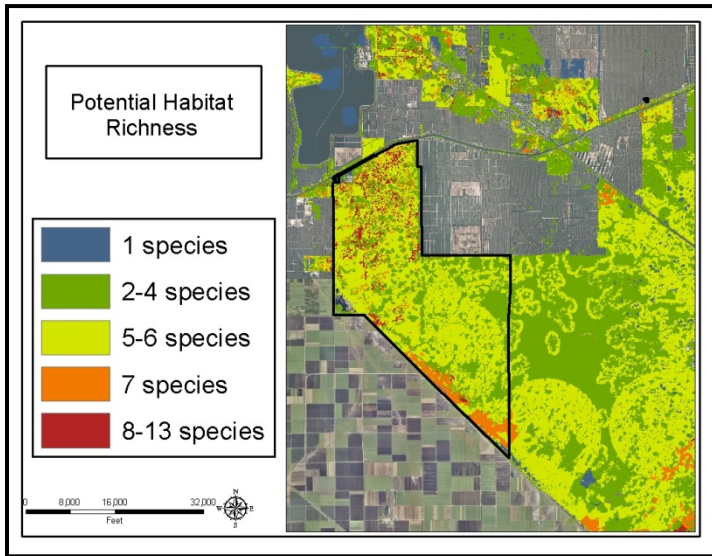 Potential Habitat
Richness
1 species
2-4 species
5-6 species
7 species
8-13 species
0 8,000 16,000 32,000
Feet
N
W E
S